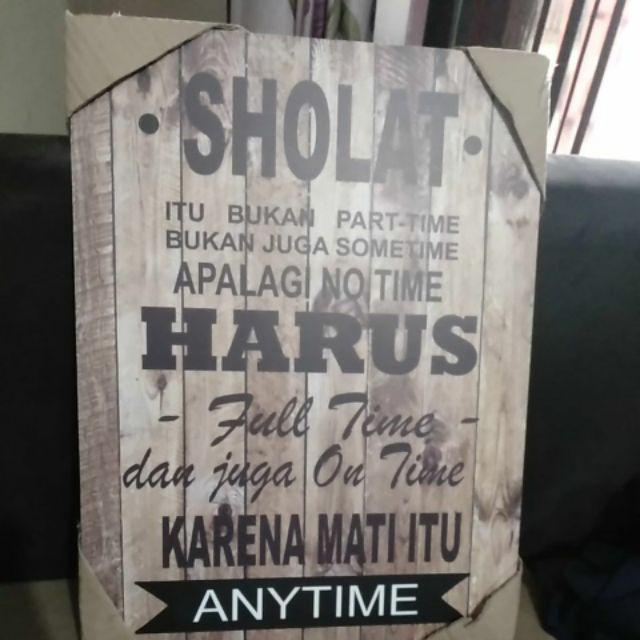 • SHOLAT •
ITU BUKAN PART-TIME
BUKAN JUGA SOMETIME
APALAGI NO TIME
HARUS
- Full Time -
dan juga On Time
KARENA MATI ITU
ANYTIME